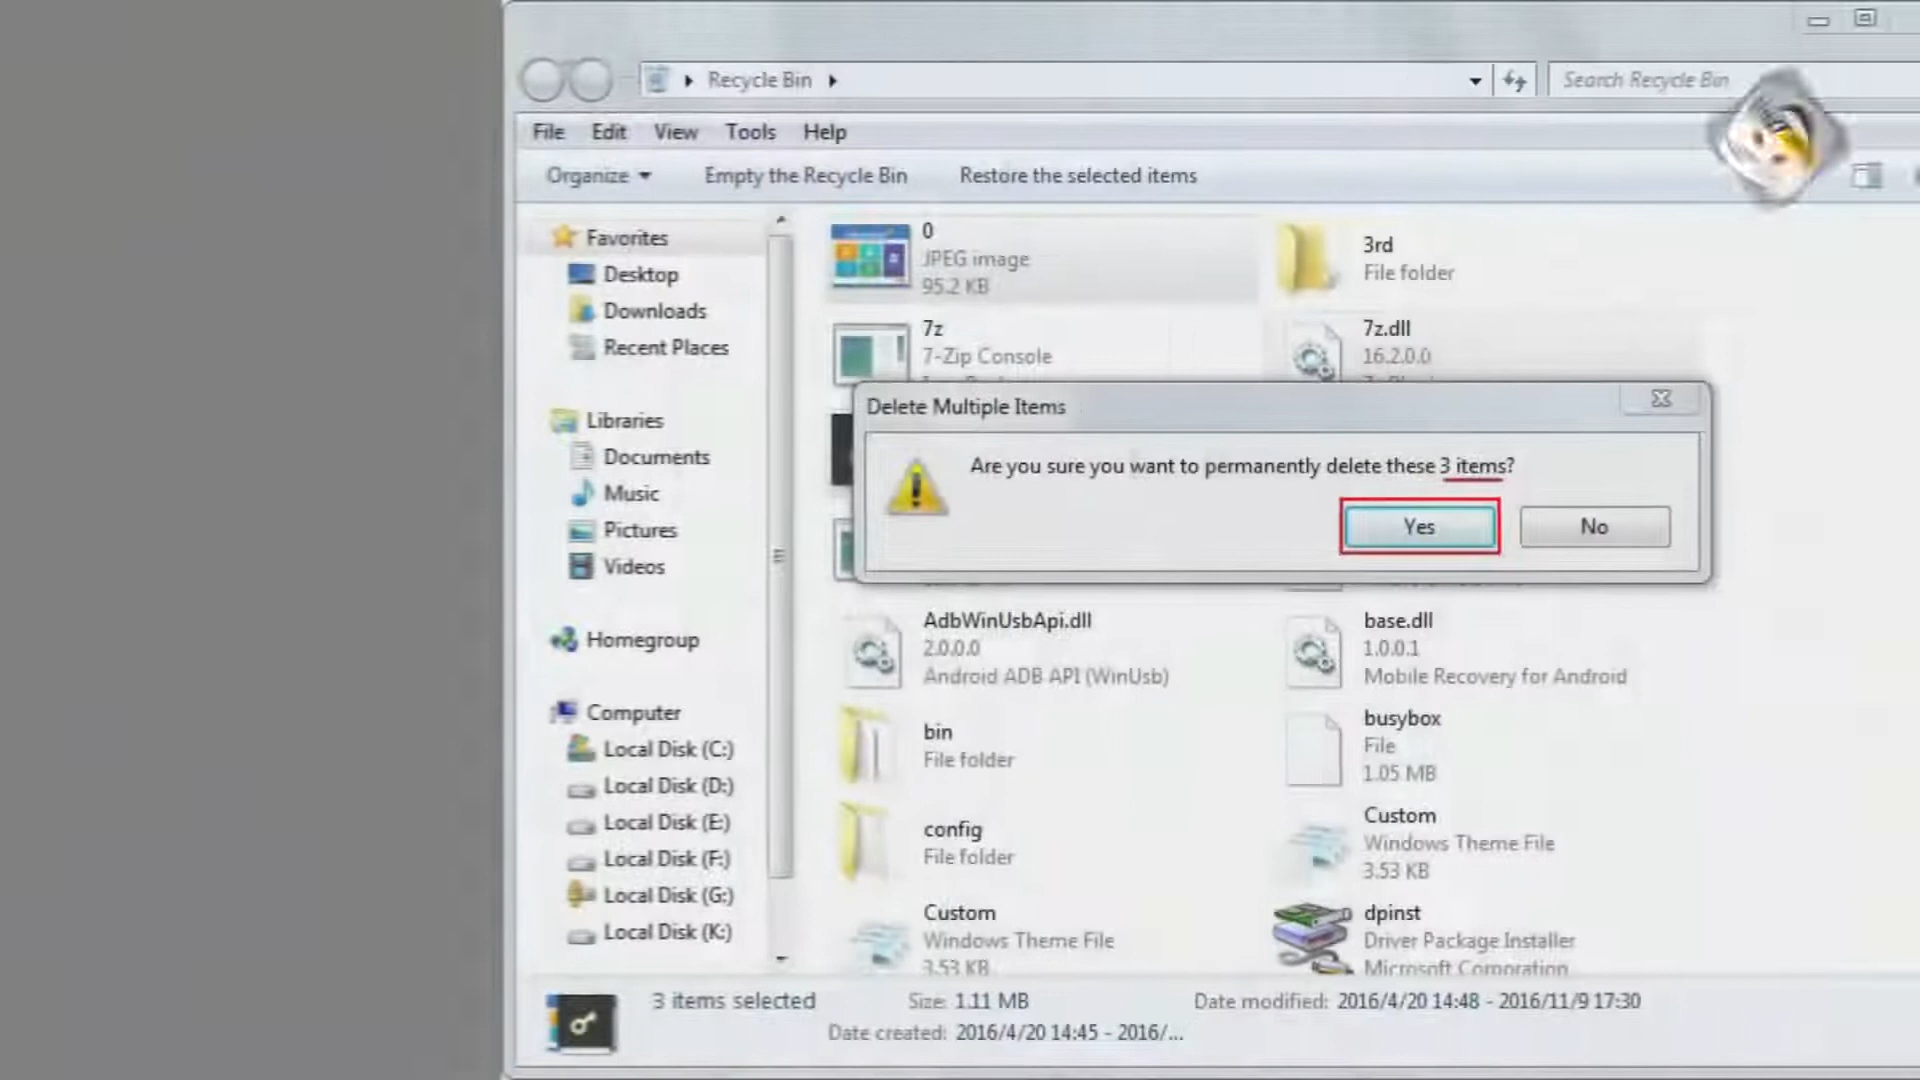 Recycle Bin
Search Recycle Bin
File Edit View Tools Help
Organize Empty the Recycle Bin Restore the selected items
Favorites
Desktop
Downloads
Recent Places
Libraries
Documents
Music
Pictures
Videos
Homegroup
Computer
Local Disk (C:)
Local Disk (D:)
Local Disk (E:)
Local Disk (F:)
Local Disk (G:)
Local Disk (K:)
0
JPEG image
95.2 KB
3rd
File folder
7z
7-Zip Console
7z.dll
16.2.0.0
Delete Multiple Items
Are you sure you want to permanently delete these 3 items?
Yes
No
AdbWinUsbApi.dll
2.0.0.0
Android ADB API (WinUsb)
base.dll
1.0.0.1
Mobile Recovery for Android
bin
File folder
busybox
File
1.05 MB
config
File folder
Custom
Windows Theme File
3.53 KB
Custom
Windows Theme File
3.53 KB
dpinst
Driver Package Installer
Microsoft Corporation
3 items selected
Size: 1.11 MB
Date modified: 2016/4/20 14:48 - 2016/11/9 17:30
Date created: 2016/4/20 14:45 - 2016/...